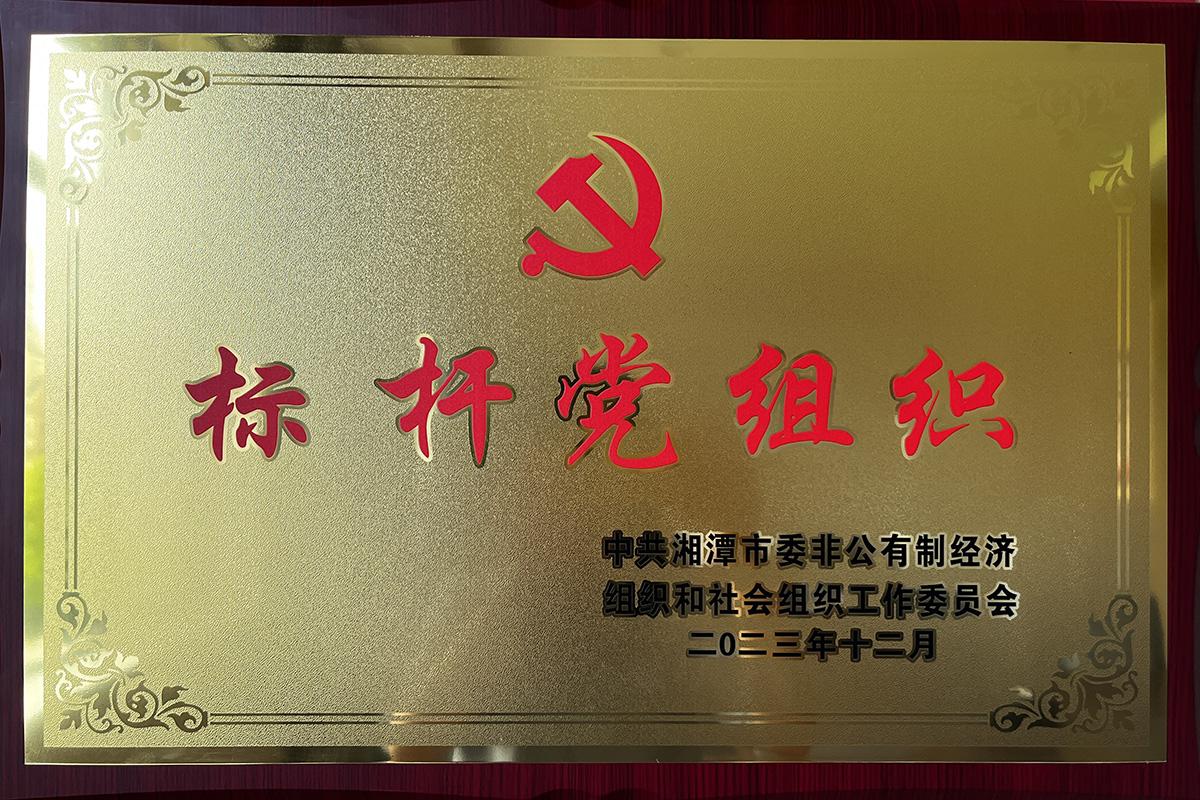 标杆党组织
中共湘潭市委非公有制经济
组织和社会组织工作委员会
二0二三年十二月